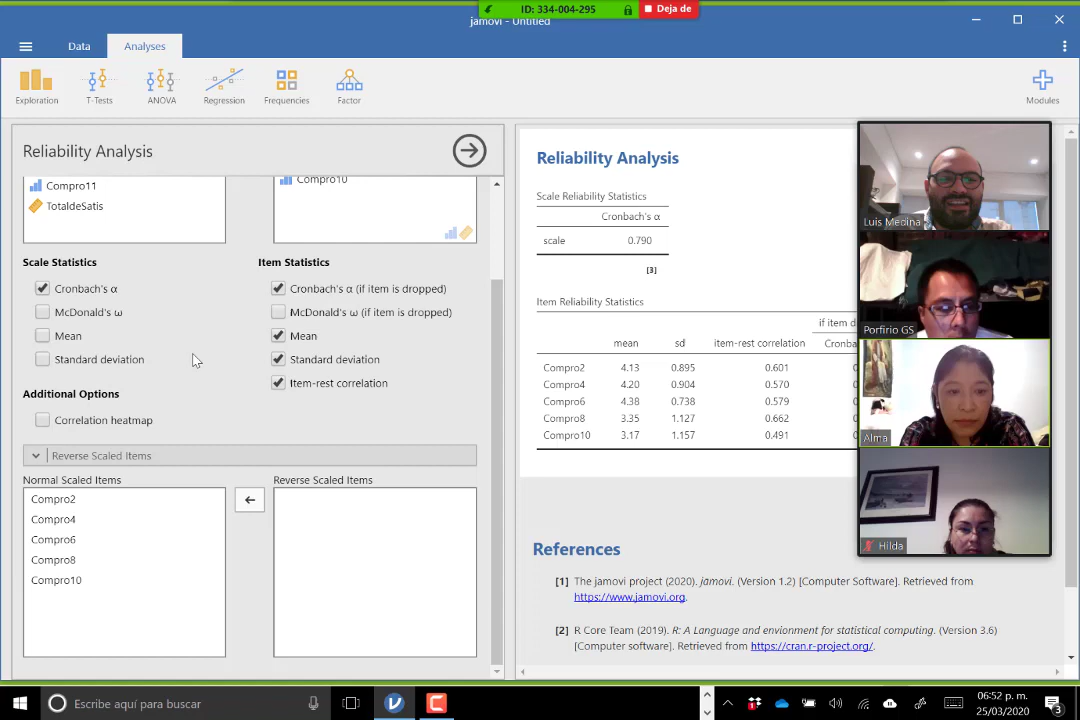 ID: 334-004-295
Deja de
jamovi - Untitled
Data
Analyses
Exploration
T-Tests
ANOVA
Regression
Frequencies
Factor
Modules
Reliability Analysis
Compro11
TotaldeSatis
Compro10
Scale Statistics
Cronbach's α
McDonald's ω
Mean
Standard deviation
Additional Options
Correlation heatmap
Item Statistics
Cronbach's α (if item is dropped)
McDonald's ω (if item is dropped)
Mean
Standard deviation
Item-rest correlation
Reverse Scaled Items
Normal Scaled Items
Compro2
Compro4
Compro6
Compro8
Compro10
Reverse Scaled Items
Reliability Analysis
Scale Reliability Statistics
Cronbach's α
scale 0.790
[3]
Item Reliability Statistics
if item d
mean sd item-rest correlation Cronb
Compro2 4.13 0.895 0.601 0
Compro4 4.20 0.904 0.570 0
Compro6 4.38 0.738 0.579 0
Compro8 3.35 1.127 0.662 0
Compro10 3.17 1.157 0.491 0
References
[1] The jamovi project (2020). jamovi. (Version 1.2) [Computer Software]. Retrieved from
https://www.jamovi.org.
[2] R Core Team (2019). R: A Language and envionment for statistical computing. (Version 3.6)
[Computer software]. Retrieved from https://cran.r-project.org/.
Luis Medina
Porfirio GS
Alma
Hilda
Escribe aquí para buscar
06:52 p. m.
25/03/2020
3